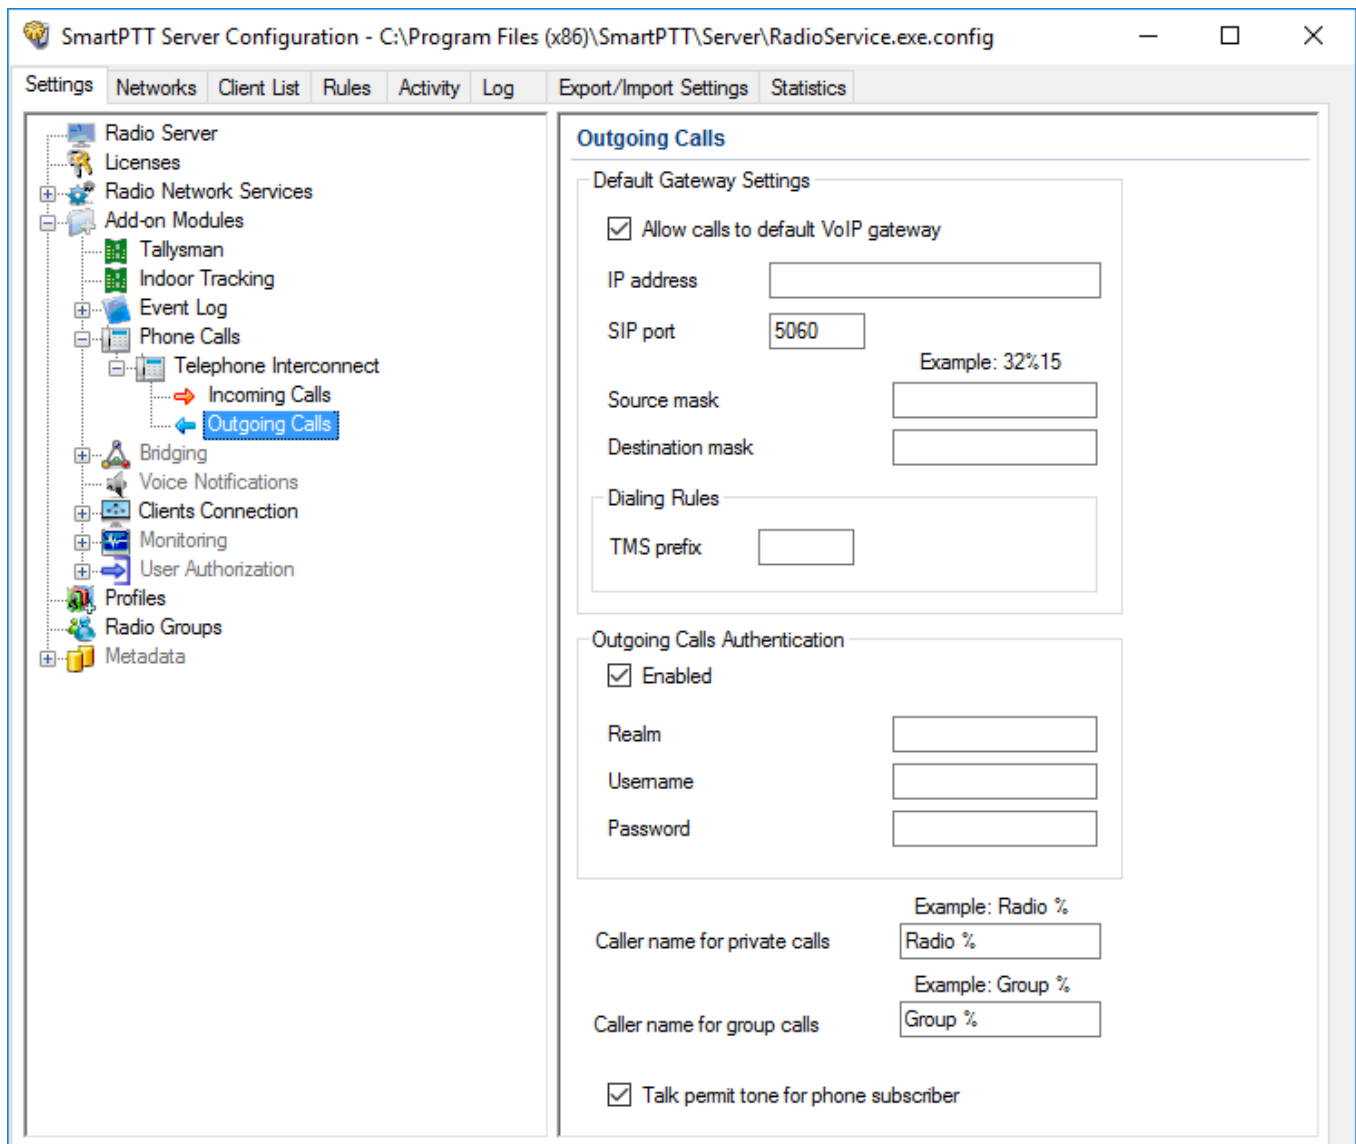 SmartPTT Server Configuration - C:\Program Files (x86)\SmartPTT\Server\RadioService.exe.config
Settings Networks Client List Rules Activity Log Export/Import Settings Statistics
Radio Server
Licenses
Radio Network Services
Add-on Modules
Tallysman
Indoor Tracking
Event Log
Phone Calls
Telephone Interconnect
Incoming Calls
Outgoing Calls
Bridging
Voice Notifications
Clients Connection
Monitoring
User Authorization
Profiles
Radio Groups
Metadata
Outgoing Calls
Default Gateway Settings
Allow calls to default VoIP gateway
IP address
SIP port 5060
Example: 32%15
Source mask
Destination mask
Dialing Rules
TMS prefix
Outgoing Calls Authentication
Enabled
Realm
Username
Password
Example: Radio %
Caller name for private calls Radio %
Example: Group %
Caller name for group calls Group %
Talk permit tone for phone subscriber